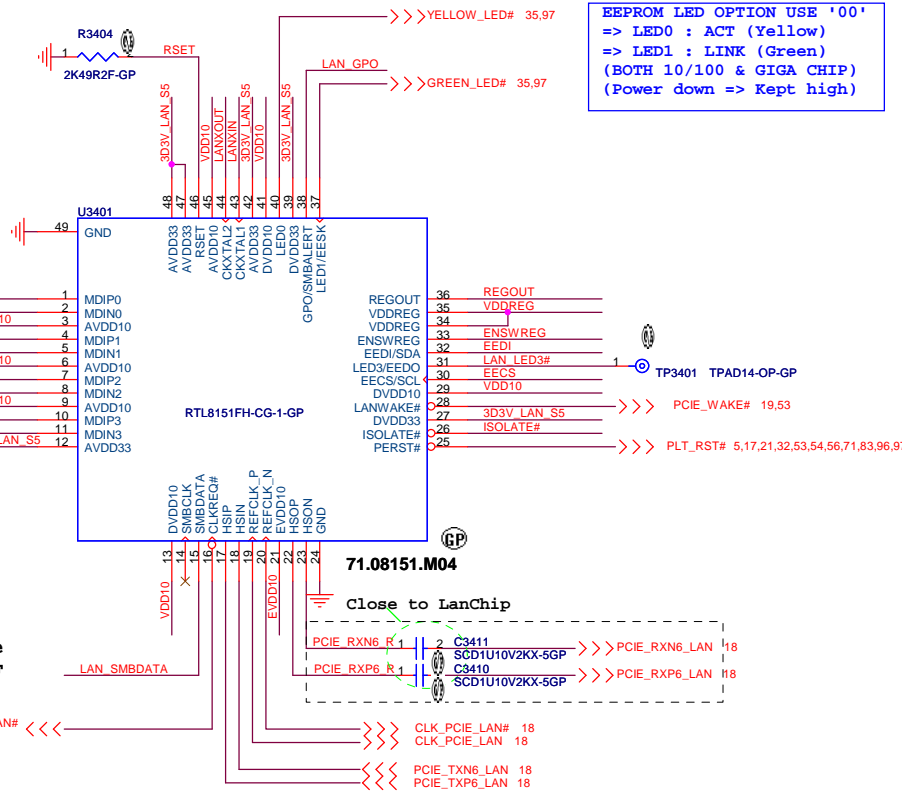 YELLOW_LED# 35,97
EEPROM LED OPTION USE '00'
=> LED0 : ACT (Yellow)
=> LED1 : LINK (Green)
(BOTH 10/100 & GIGA CHIP)
(Power down => Kept high)
R3404
1 2
RSET
2K49R2F-GP
LAN_GPO
GREEN_LED# 35,97
3D3V_LAN_S5
VDD10
LANXOUT
LANXIN
3D3V_LAN_S5
VDD10
3D3V_LAN_S5
48
47
46
45
44
43
42
41
40
39
38
37
U3401
AVDD33
AVDD33
RSET
AVDD10
CKXTAL2
CKXTAL1
AVDD33
DVDD10
LED0
DVDD33
GPO/SMBALERT
LED1/EESK
49 GND
1 MDIP0
2 MDIN0
10 3 AVDD10
4 MDIP1
5 MDIN1
10 6 AVDD10
7 MDIP2
8 MDIN2
10 9 AVDD10
10 MDIP3
11 MDIN3
LAN_S5 12 AVDD33
RTL8151FH-CG-1-GP
REGOUT 36 REGOUT
VDDREG 35 VDDREG
VDDREG 34
ENSWREG 33 ENSWREG
EEDI/SDA 32 EEDI
LED3/EEDO 31 LAN_LED3#
EECS/SCL 30 EECS
DVDD10 29 VDD10
LANWAKE# 28
DVDD33 27 3D3V_LAN_S5
ISOLATE# 26 ISOLATE#
PERST# 25
1 TP3401 TPAD14-OP-GP
PCIE_WAKE# 19,53
PLT_RST# 5,17,21,32,53,54,56,71,83,96,97
DVDD10
SMBCLK
SMBDATA
CLKREQ#
HSIP
HSIN
REFCLK_P
REFCLK_N
EVDD10
HSOP
HSON
GND
13
14
15
16
17
18
19
20
21
22
23
24
VDD10
EVDD10
GP
71.08151.M04
Close to LanChip
PCIE_RXN6_R 1 2 C3411
SCD1U10V2KX-5GP
PCIE_RXN6_LAN 18
PCIE_RXP6_R 1 C3410
SCD1U10V2KX-5GP
PCIE_RXP6_LAN 18
LAN_SMBDATA
AN#
CLK_PCIE_LAN# 18
CLK_PCIE_LAN 18
PCIE_TXN6_LAN 18
PCIE_TXP6_LAN 18